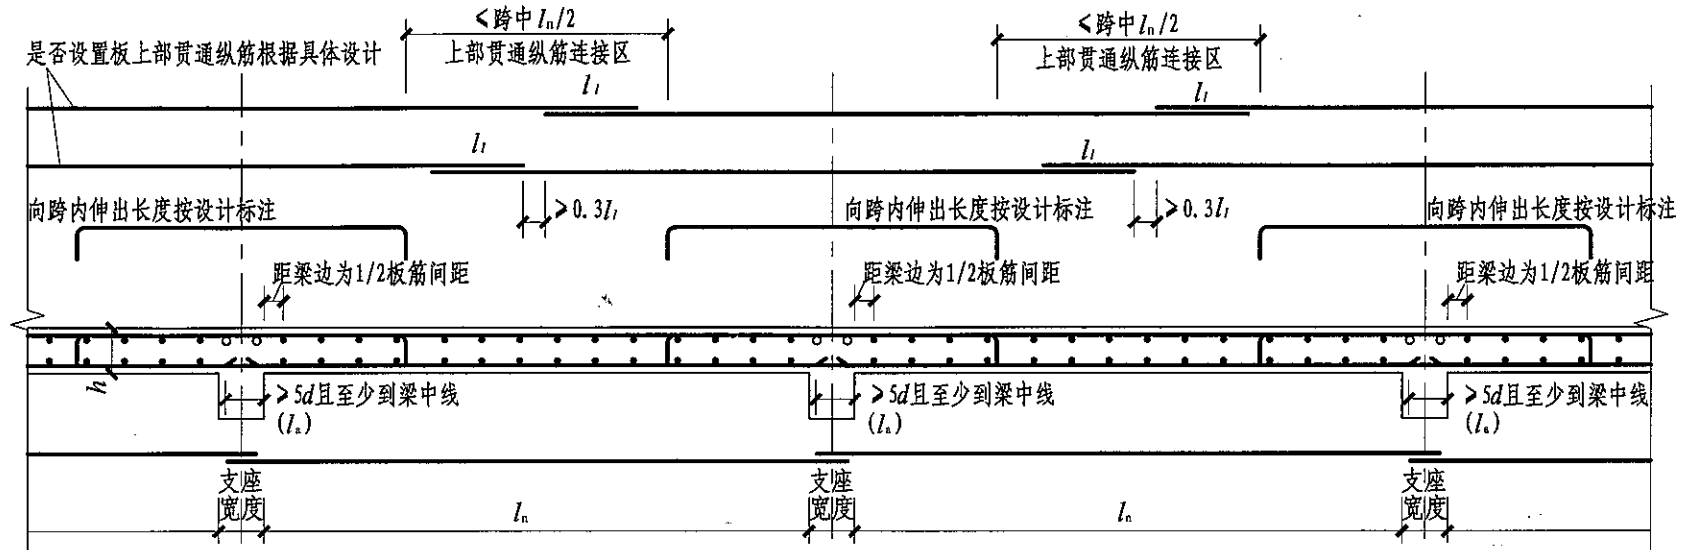 ≤跨中 ln/2
≤跨中 ln/2
是否设置板上部贯通纵筋根据具体设计
上部贯通纵筋连接区
上部贯通纵筋连接区
ll
ll
ll
ll
向跨内伸出长度按设计标注
≥0.3ll
向跨内伸出长度按设计标注
≥0.3ll
向跨内伸出长度按设计标注
距梁边为1/2板筋间距
距梁边为1/2板筋间距
距梁边为1/2板筋间距
h
≥5d且至少到梁中线
(la)
≥5d且至少到梁中线
(la)
≥5d且至少到梁中线
(la)
支座
宽度
支座
宽度
支座
宽度
ln
ln